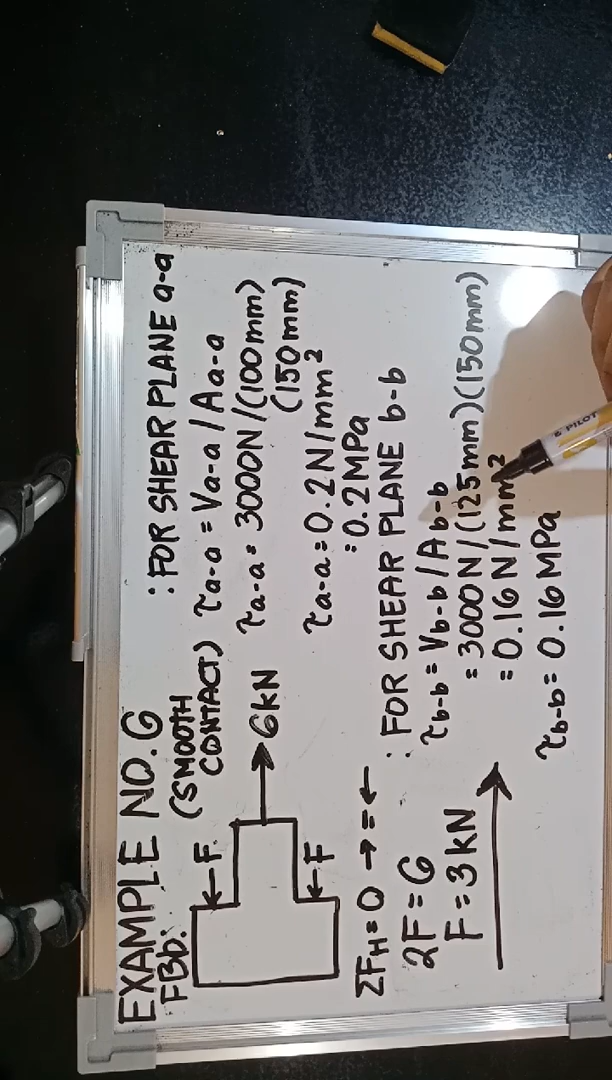 EXAMPLE NO. 6
FBD:
(SMOOTH
CONTACT)
F
6KN
F
ΣFH = 0 → = ←
2F = 6
F = 3KN
: FOR SHEAR PLANE a-a
τa-a = Va-a / Aa-a
τa-a = 3000N / (100mm)
(150mm)
τa-a = 0.2 N/mm²
= 0.2MPa
: FOR SHEAR PLANE b-b
τb-b = Vb-b / Ab-b
= 3000N / (125mm)(150mm)
= 0.16 N/mm²
τb-b = 0.16 MPa
PILOT